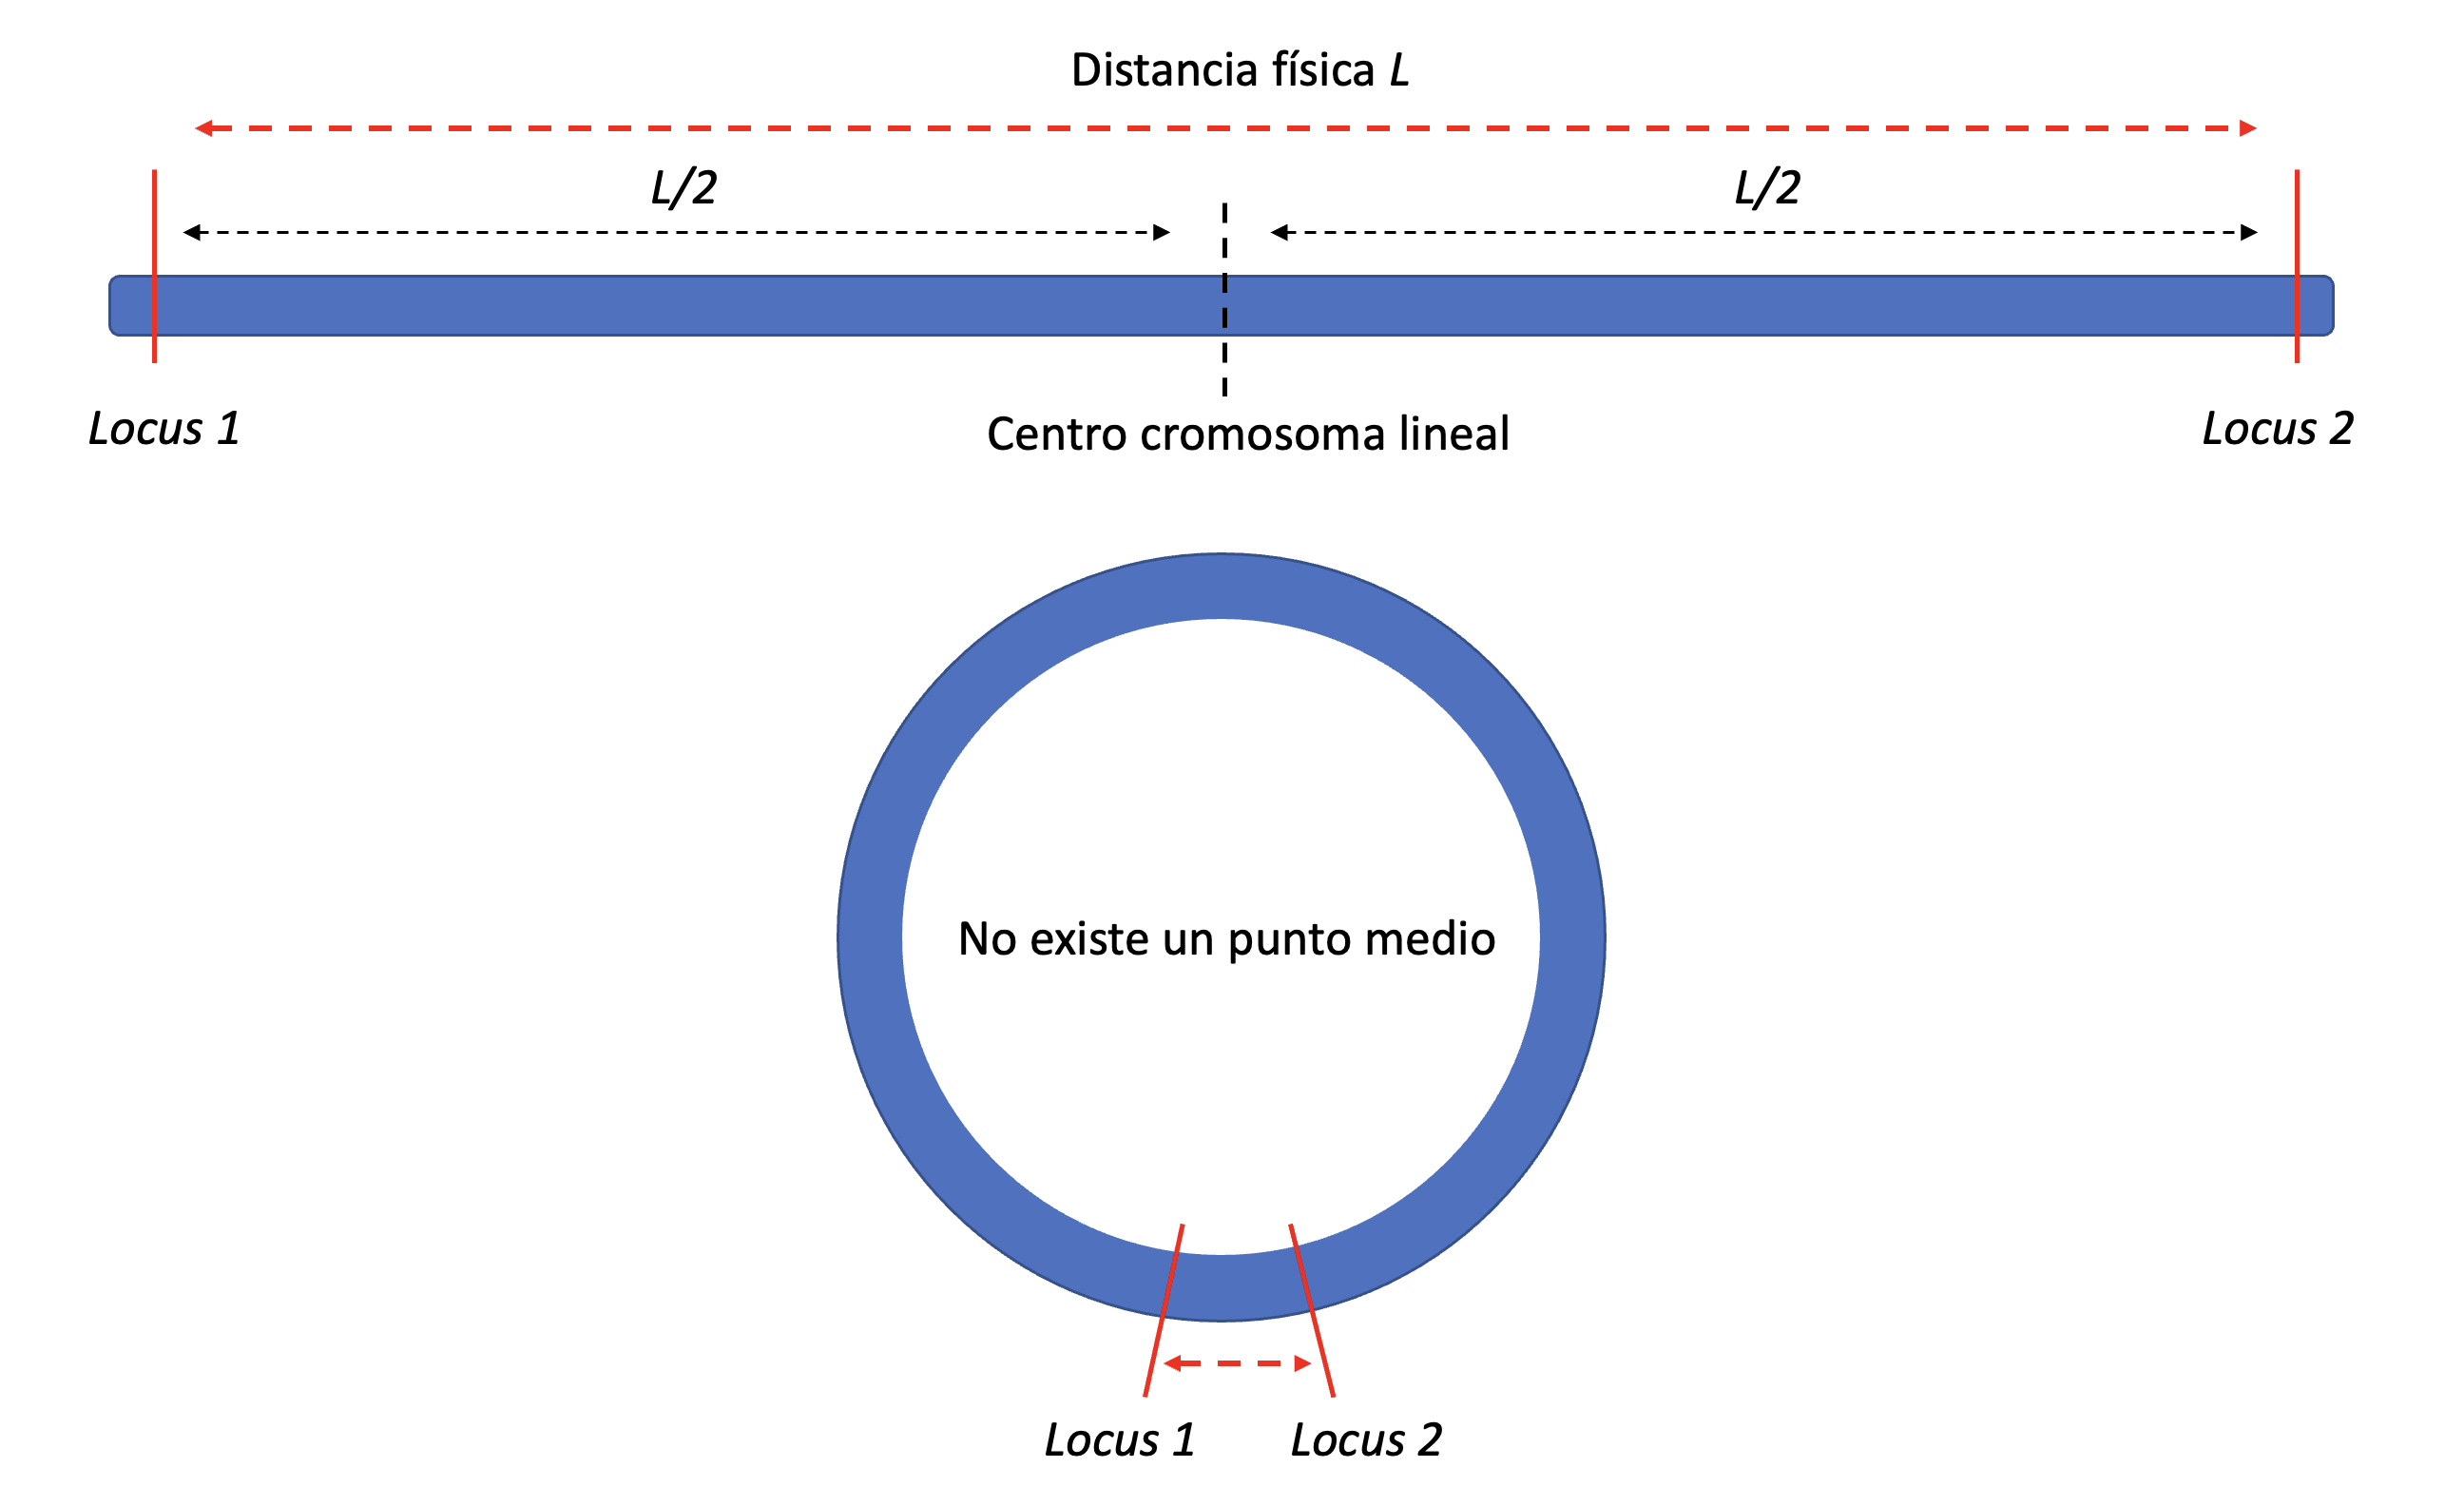 Distancia física L
L/2
L/2
Locus 1
Centro cromosoma lineal
Locus 2
No existe un punto medio
Locus 1
Locus 2